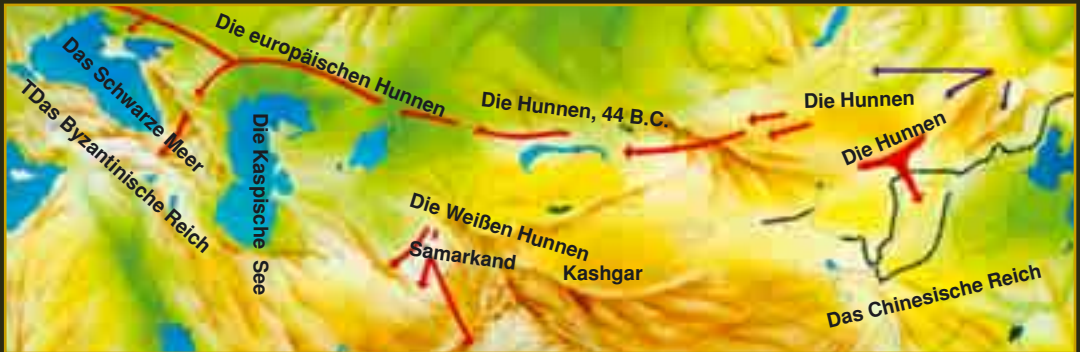 Die europäischen Hunnen
Das Schwarze Meer
TDas Byzantinische Reich
Die Kaspische See
Die Hunnen, 44 B.C.
Die Hunnen
Die Hunnen
Die Weißen Hunnen
Samarkand
Kashgar
Das Chinesische Reich